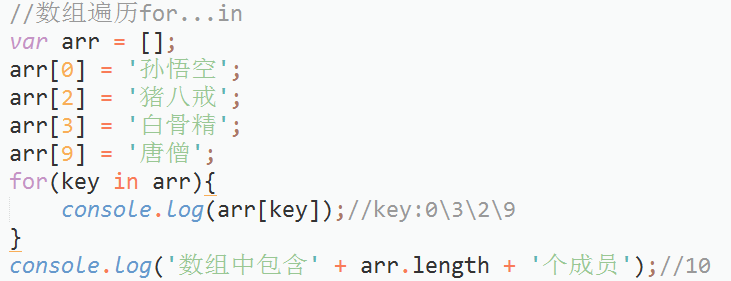 //数组遍历for...in
var arr = [];
arr[0] = '孙悟空';
arr[2] = '猪八戒';
arr[3] = '白骨精';
arr[9] = '唐僧';
for(key in arr){
    console.log(arr[key]);//key:0\3\2\9
}
console.log('数组中包含' + arr.length + '个成员');//10